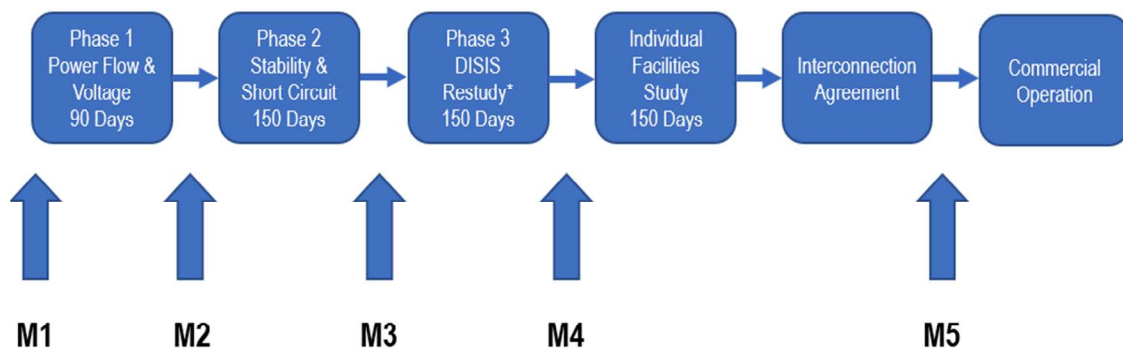 Phase 1
Power Flow &
Voltage
90 Days
Phase 2
Stability &
Short Circuit
150 Days
Phase 3
DISIS
Restudy*
150 Days
Individual
Facilities
Study
150 Days
Interconnection
Agreement
Commercial
Operation
M1
M2
M3
M4
M5